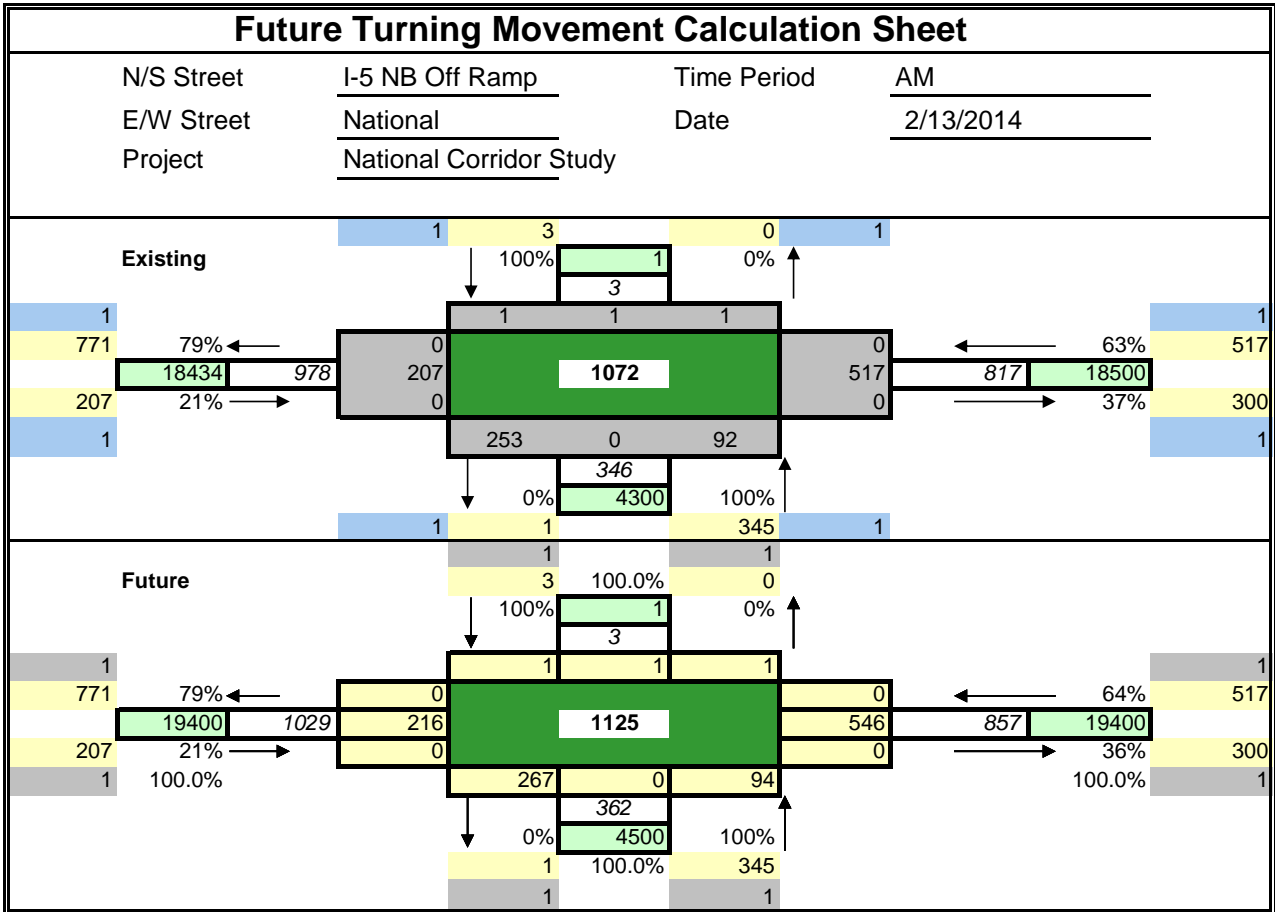 Future Turning Movement Calculation Sheet
N/S Street I-5 NB Off Ramp Time Period AM
E/W Street National Date 2/13/2014
Project National Corridor Study
1 3 0 1
Existing 100% 1 0%
3
1 1 1 1 1
771 79% 0 0 63% 517
18434 978 207 1072 517 817 18500
207 21% 0 0 37% 300
1 253 0 92 1
346
0% 4300 100%
1 1 345 1
1 1
Future 3 100.0% 0
100% 1 0%
3
1 1 1 1 1
771 79% 0 0 64% 517
19400 1029 216 1125 546 857 19400
207 21% 0 0 36% 300
1 100.0% 267 0 94 100.0% 1
362
0% 4500 100%
1 100.0% 345
1 1